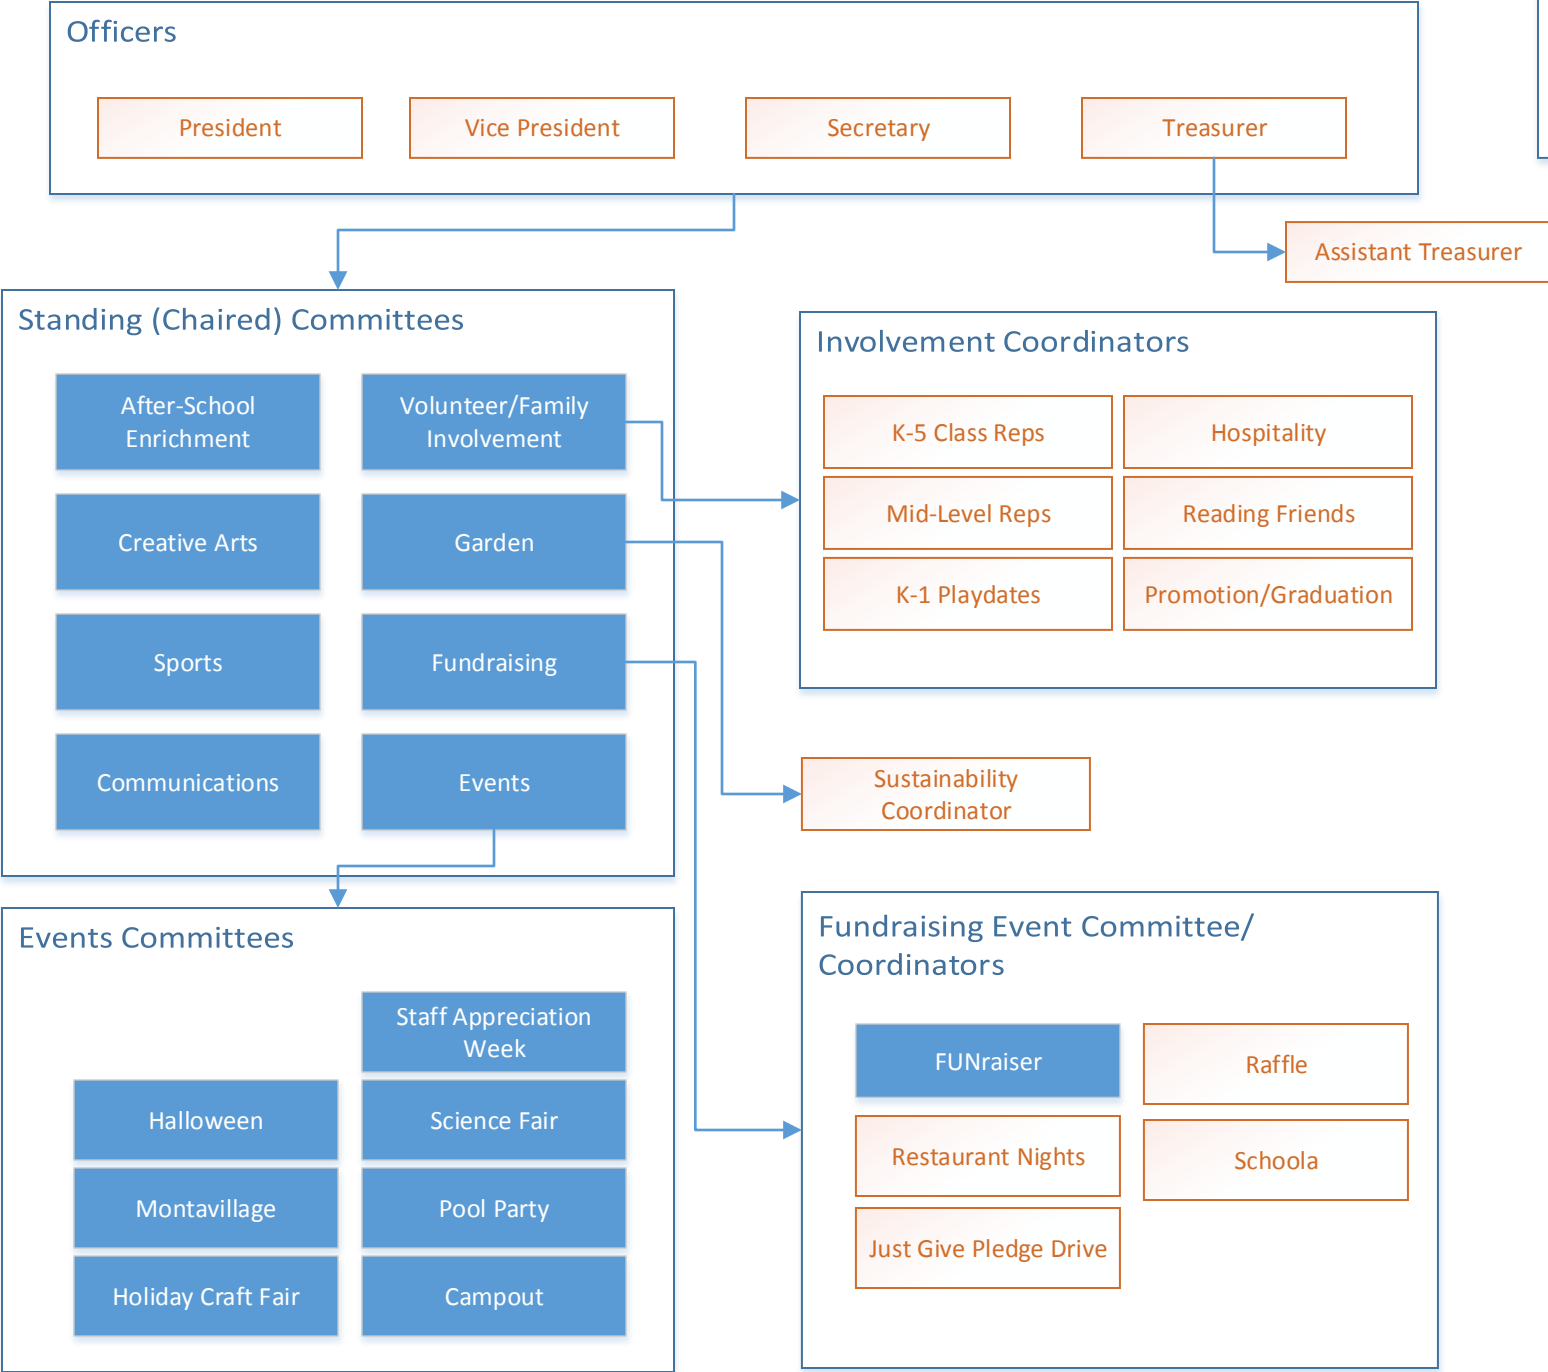 Officers
President
Vice President
Secretary
Treasurer
Assistant Treasurer
Standing (Chaired) Committees
After-School
Enrichment
Volunteer/Family
Involvement
Creative Arts
Garden
Sports
Fundraising
Communications
Events
Involvement Coordinators
K-5 Class Reps
Hospitality
Mid-Level Reps
Reading Friends
K-1 Playdates
Promotion/Graduation
Sustainability
Coordinator
Events Committees
Staff Appreciation
Week
Halloween
Science Fair
Montavillage
Pool Party
Holiday Craft Fair
Campout
Fundraising Event Committee/
Coordinators
FUNraiser
Raffle
Restaurant Nights
Schoola
Just Give Pledge Drive